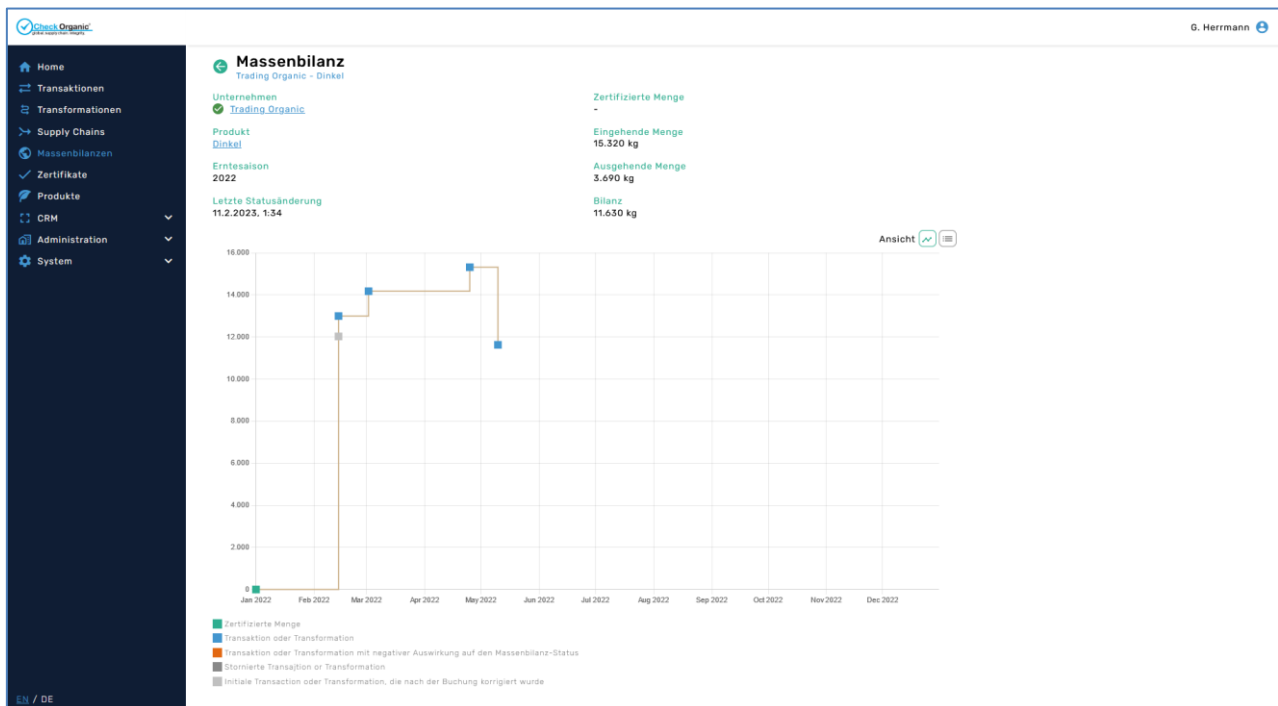 Check Organic
global supply chain integrity
G. Herrmann
Home
Transaktionen
Transformationen
Supply Chains
Massenbilanzen
Zertifikate
Produkte
CRM
Administration
System
EN / DE
Massenbilanz
Trading Organic - Dinkel
Unternehmen
Trading Organic
Produkt
Dinkel
Erntesaison
2022
Letzte Statusänderung
11.2.2023, 1:34
Zertifizierte Menge
-
Eingehende Menge
15.320 kg
Ausgehende Menge
3.690 kg
Bilanz
11.630 kg
Ansicht
16.000
14.000
12.000
10.000
8.000
6.000
4.000
2.000
0
Jan 2022 Feb 2022 Mar 2022 Apr 2022 May 2022 Jun 2022 Jul 2022 Aug 2022 Sep 2022 Oct 2022 Nov 2022 Dec 2022
Zertifizierte Menge
Transaktion oder Transformation
Transaktion oder Transformation mit negativer Auswirkung auf den Massenbilanz-Status
Stornierte Transajtion or Transformation
Initiale Transaction oder Transformation, die nach der Buchung korrigiert wurde